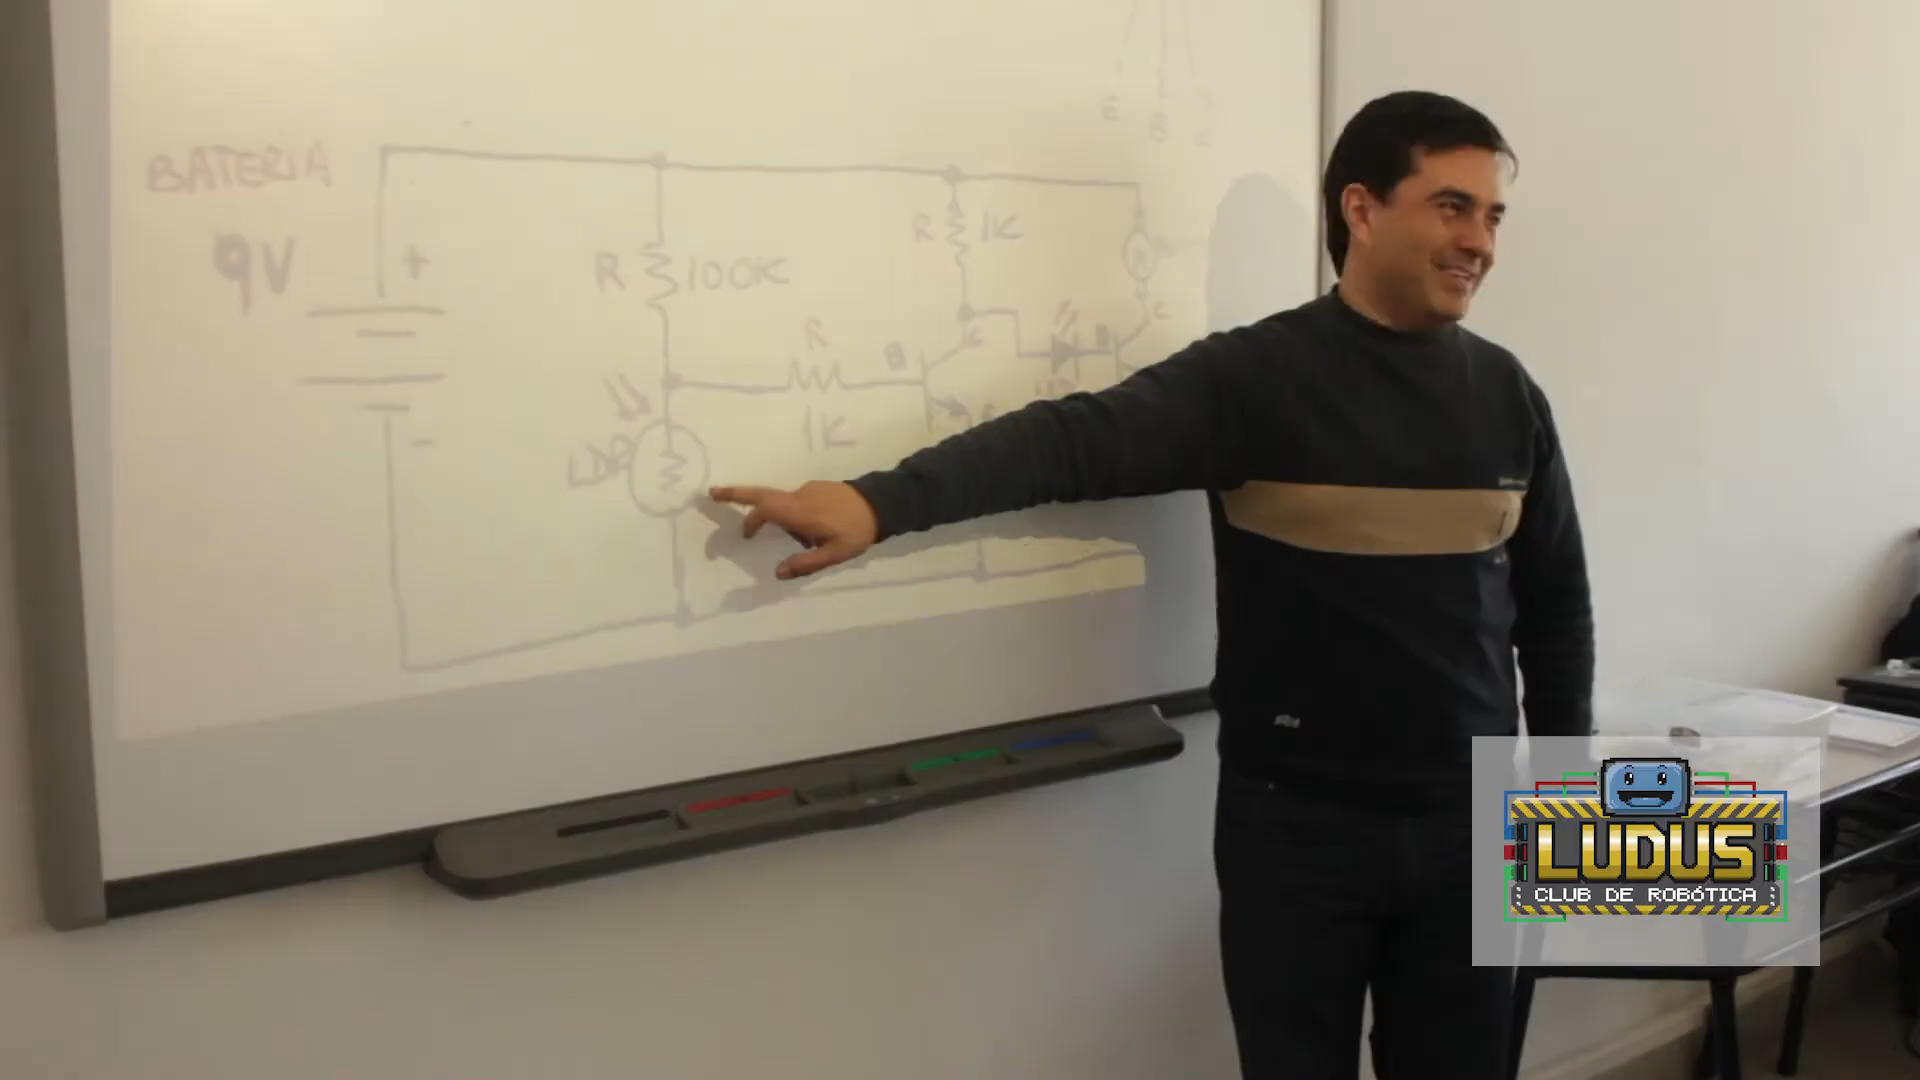 BATERIA
9V
+
-
R
100K
LDR
R
1K
B
C
R
1K
B
C
E
LUDUS
CLUB DE ROBÓTICA